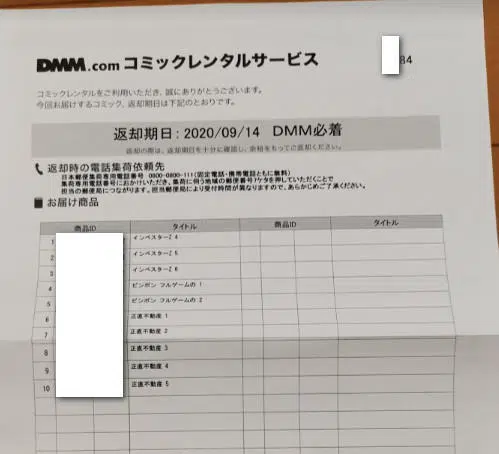 DMM.com コミックレンタルサービス
84
コミックレンタルをご利用いただき、誠にありがとうございます。
今回お届けするコミック、返却期日は下記のとおりです。
返却期日: 2020/09/14 DMM必着
返却の際は、返却期日を十分に確認し、余裕をもってご返却ください。
返却時の電話集荷依頼先
日本郵便集荷専用電話番号 0800-0800-111(固定電話・携帯電話ともに無料)
集荷専用電話番号におかけいただき、集荷に伺う地域の郵便番号7ケタを押していただくことで
担当の郵便局につながります。担当郵便局により受付時間が異なりますので、あらかじめご了承ください。
お届け商品
商品ID タイトル 商品ID タイトル
1 インベスターZ 4
2 インベスターZ 5
3 インベスターZ 6
4 ピンポン フルゲームの 1
5 ピンポン フルゲームの 2
6 正直不動産 1
7 正直不動産 2
8 正直不動産 3
9 正直不動産 4
10 正直不動産 5